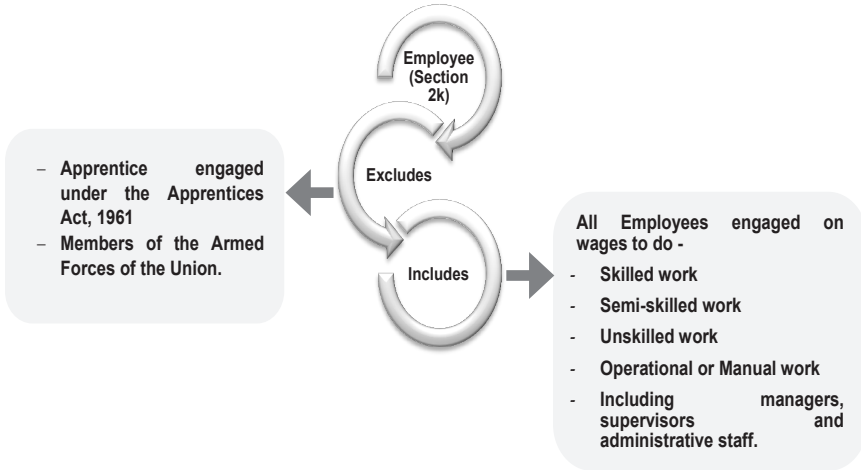 Employee
(Section
2k)
Excludes
– Apprentice engaged
under the Apprentices
Act, 1961
– Members of the Armed
Forces of the Union.
Includes
All Employees engaged on
wages to do -
- Skilled work
- Semi-skilled work
- Unskilled work
- Operational or Manual work
- Including managers,
supervisors and
administrative staff.